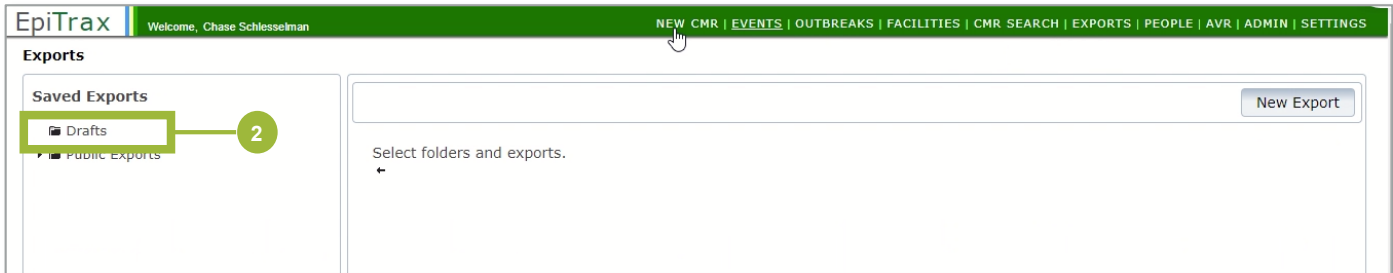 EpiTrax Welcome, Chase Schlesselman NEW CMR | EVENTS | OUTBREAKS | FACILITIES | CMR SEARCH | EXPORTS | PEOPLE | AVR | ADMIN | SETTINGS
Exports
Saved Exports
New Export
Drafts 2
Public Exports
Select folders and exports.